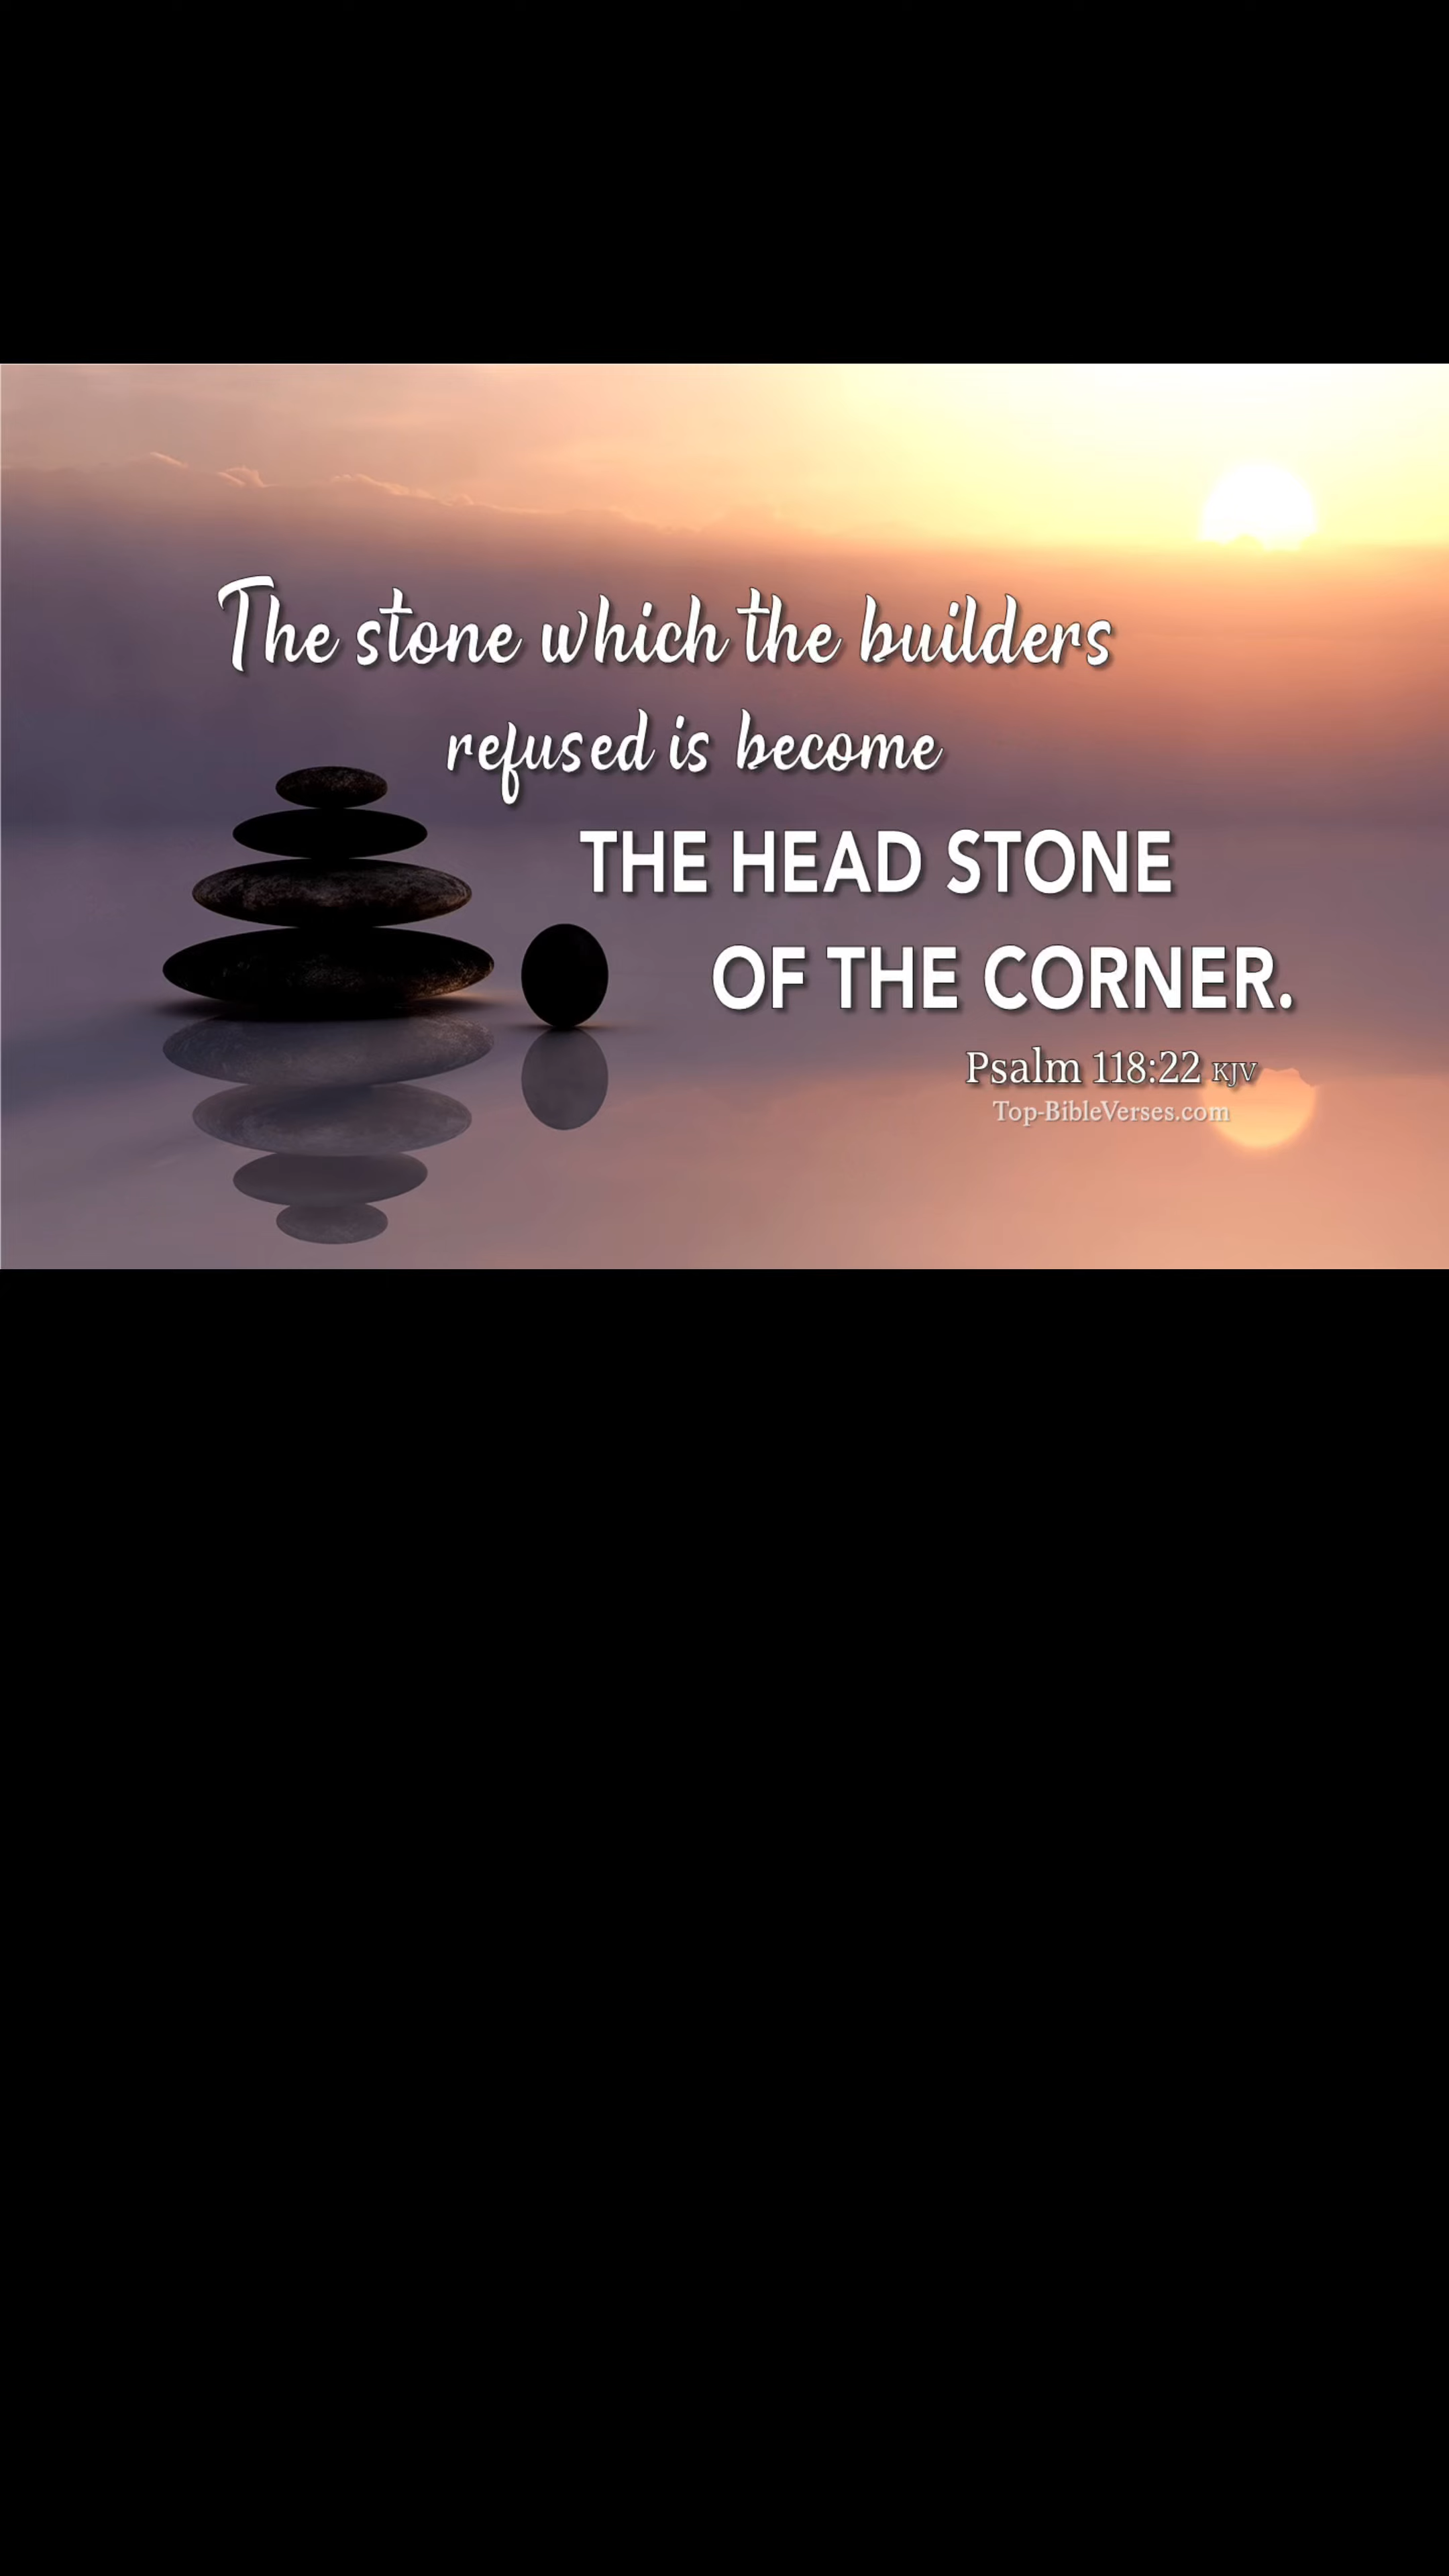 The stone which the builders
refused is become
THE HEAD STONE
OF THE CORNER.
Psalm 118:22 KJV
Top-BibleVerses.com